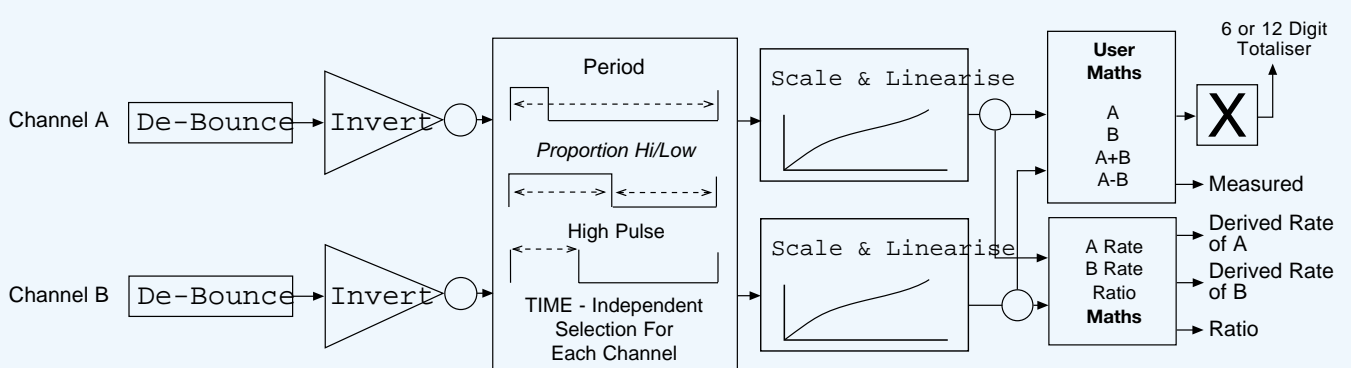 Channel A
De-Bounce
Invert
Channel B
De-Bounce
Invert
Period
Proportion Hi/Low
High Pulse
TIME - Independent
Selection For
Each Channel
Scale & Linearise
Scale & Linearise
User
Maths
A
B
A+B
A-B
A Rate
B Rate
Ratio
Maths
X
6 or 12 Digit
Totaliser
Measured
Derived Rate
of A
Derived Rate
of B
Ratio